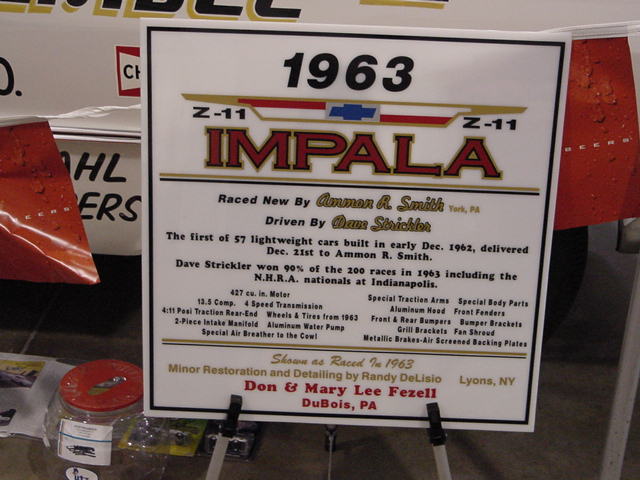 1963
Z-11 Z-11
IMPALA
Raced New By Ammon R. Smith York, PA
Driven By Dave Strickler
The first of 57 lightweight cars built in early Dec. 1962, delivered
Dec. 21st to Ammon R. Smith.
Dave Strickler won 90% of the 200 races in 1963 including the
N.H.R.A. nationals at Indianapolis.
427 cu. in. Motor
13.5 Comp. 4 Speed Transmission
4:11 Posi Traction Rear-End Wheels & Tires from 1963
2-Piece Intake Manifold Aluminum Water Pump
Special Air Breather to the Cowl
Special Traction Arms Special Body Parts
Aluminum Hood Front Fenders
Front & Rear Bumpers Bumper Brackets
Grill Brackets Fan Shroud
Metallic Brakes-Air Screened Backing Plates
Shown as Raced In 1963
Minor Restoration and Detailing by Randy DeLisio Lyons, NY
Don & Mary Lee Fezell
DuBois, PA
O.
CH
AHL
ERS
BEERS
BEERS